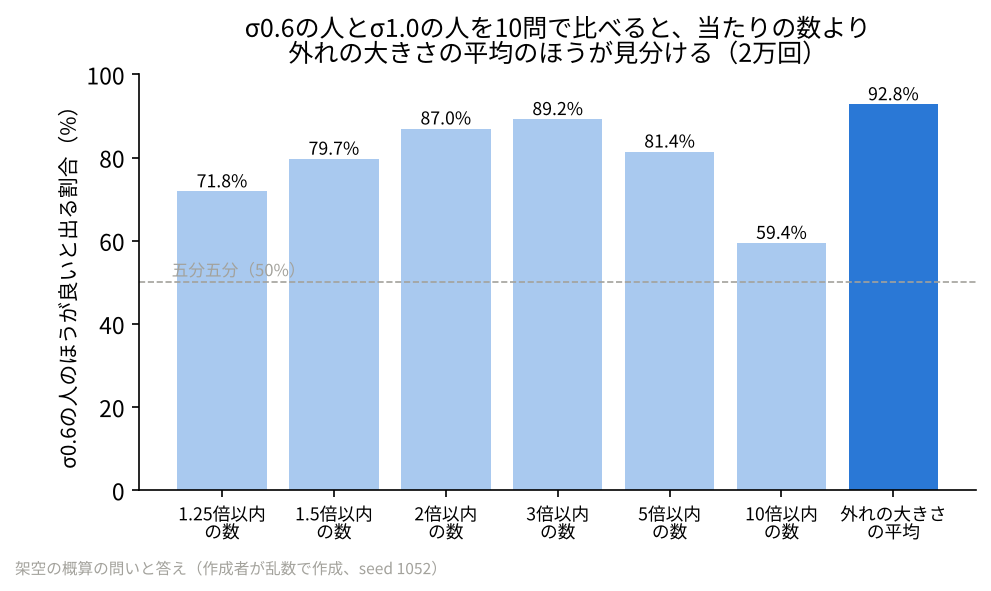 σ0.6の人とσ1.0の人を10問で比べると、当たりの数より
外れの大きさの平均のほうが見分ける（2万回）
σ0.6の人のほうが良いと出る割合（%）
100
80
60
40
20
0
71.8%
79.7%
87.0%
89.2%
81.4%
59.4%
92.8%
五分五分（50%）
1.25倍以内
の数
1.5倍以内
の数
2倍以内
の数
3倍以内
の数
5倍以内
の数
10倍以内
の数
外れの大きさ
の平均
架空の概算の問いと答え（作成者が乱数で作成、seed 1052）